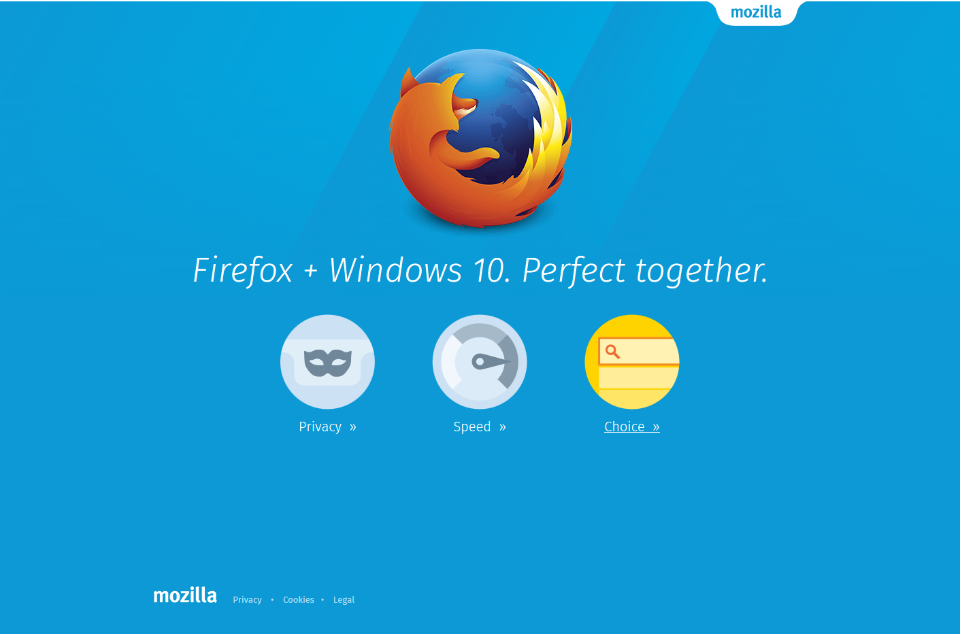 mozilla
Firefox + Windows 10. Perfect together.
Privacy » Speed » Choice »
mozilla Privacy • Cookies • Legal